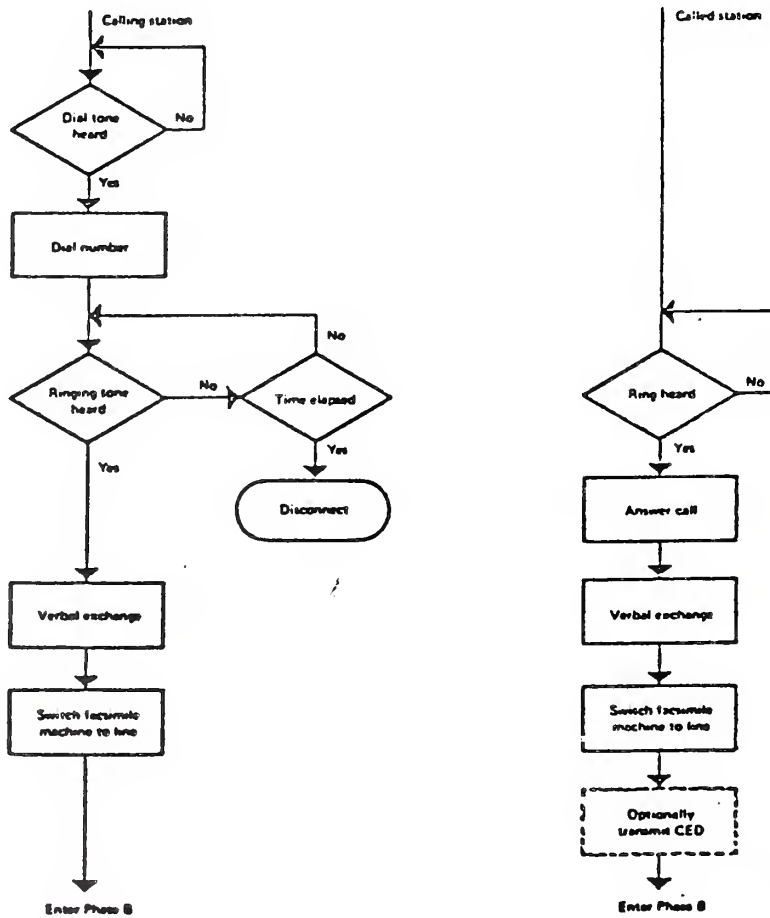 Calling station
Dial tone
heard
No
Yes
Dial number
No
Ringing tone
heard
No
Time elapsed
Yes
Yes
Disconnect
Verbal exchange
Switch facsimile
machine to line
Enter Phase B
Called station
Ring heard
No
Yes
Answer call
Verbal exchange
Switch facsimile
machine to line
Optionally
transmit CED
Enter Phase B